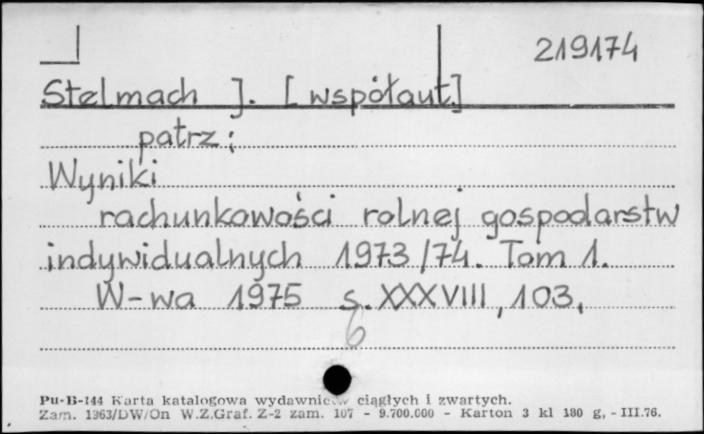 219174
Stelmach J. [współaut.]
patrz:
Wyniki
rachunkowości rolnej gospodarstw
indywidualnych 1973/74. Tom 1.
W-wa 1975 s. XXXVIII, 103.
6
Pu-B-144 Karta katalogowa wydawnictw ciągłych i zwartych.
Zam. 1363/DW/On W.Z.Graf. Z-2 zam. 107 - 9.700.000 - Karton 3 kl 180 g, - III.76.